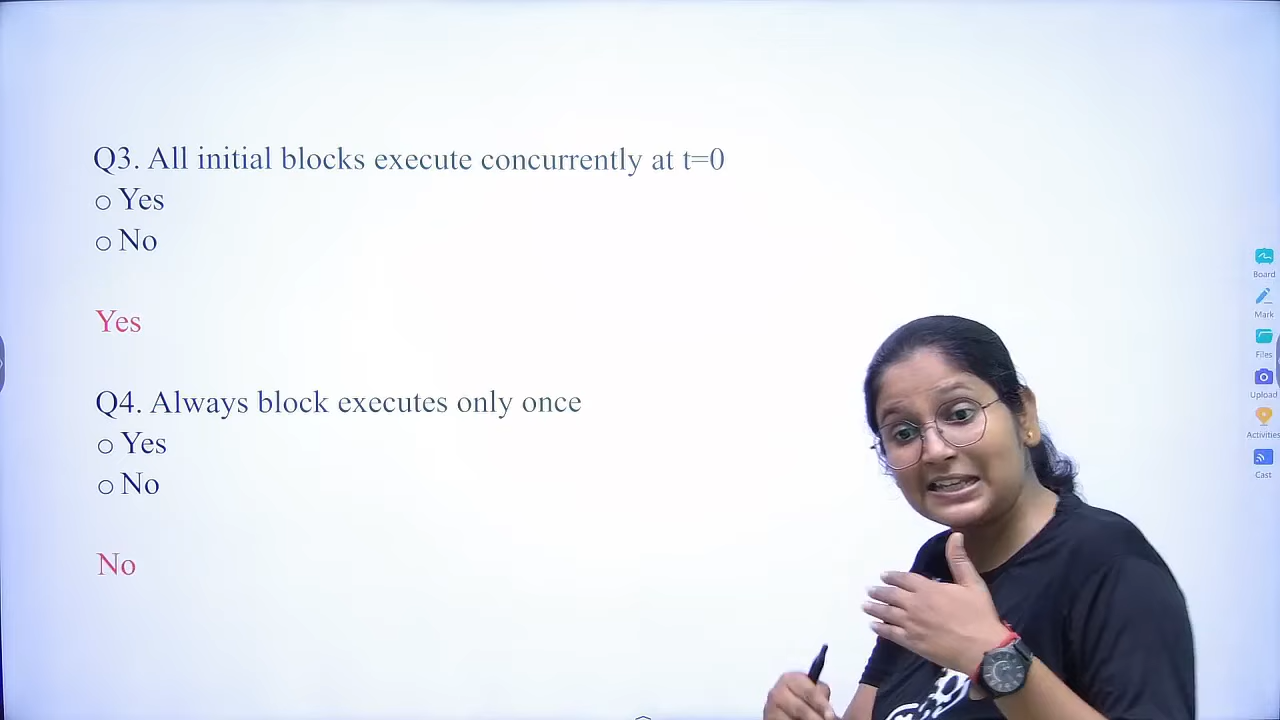 Q3. All initial blocks execute concurrently at t=0
○ Yes
○ No
Yes
Q4. Always block executes only once
○ Yes
○ No
No
Board
Mark
Files
Upload
Activities
Cast